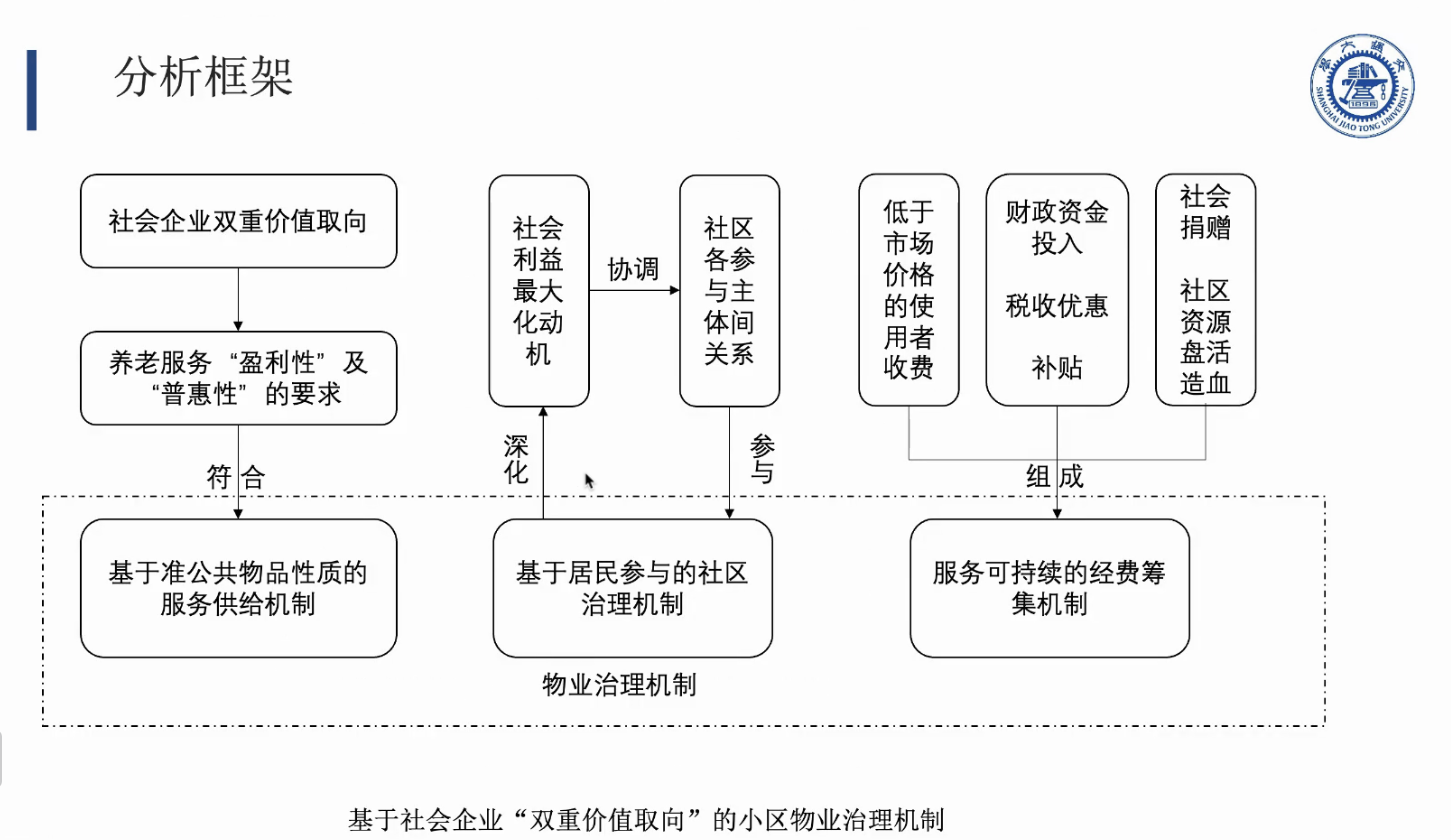 分析框架
SHANGHAI JIAO TONG UNIVERSITY
1896
社会企业双重价值取向
养老服务 “盈利性” 及
“普惠性” 的要求
符合
基于准公共物品性质的
服务供给机制
社会
利益
最大
化动
机
协调
社区
各参
与主
体间
关系
深
化
参
与
基于居民参与的社区
治理机制
低于
市场
价格
的使
用者
收费
财政资金
投入
税收优惠
补贴
社会
捐赠
社区
资源
盘活
造血
组成
服务可持续的经费筹
集机制
物业治理机制
基于社会企业“双重价值取向”的小区物业治理机制